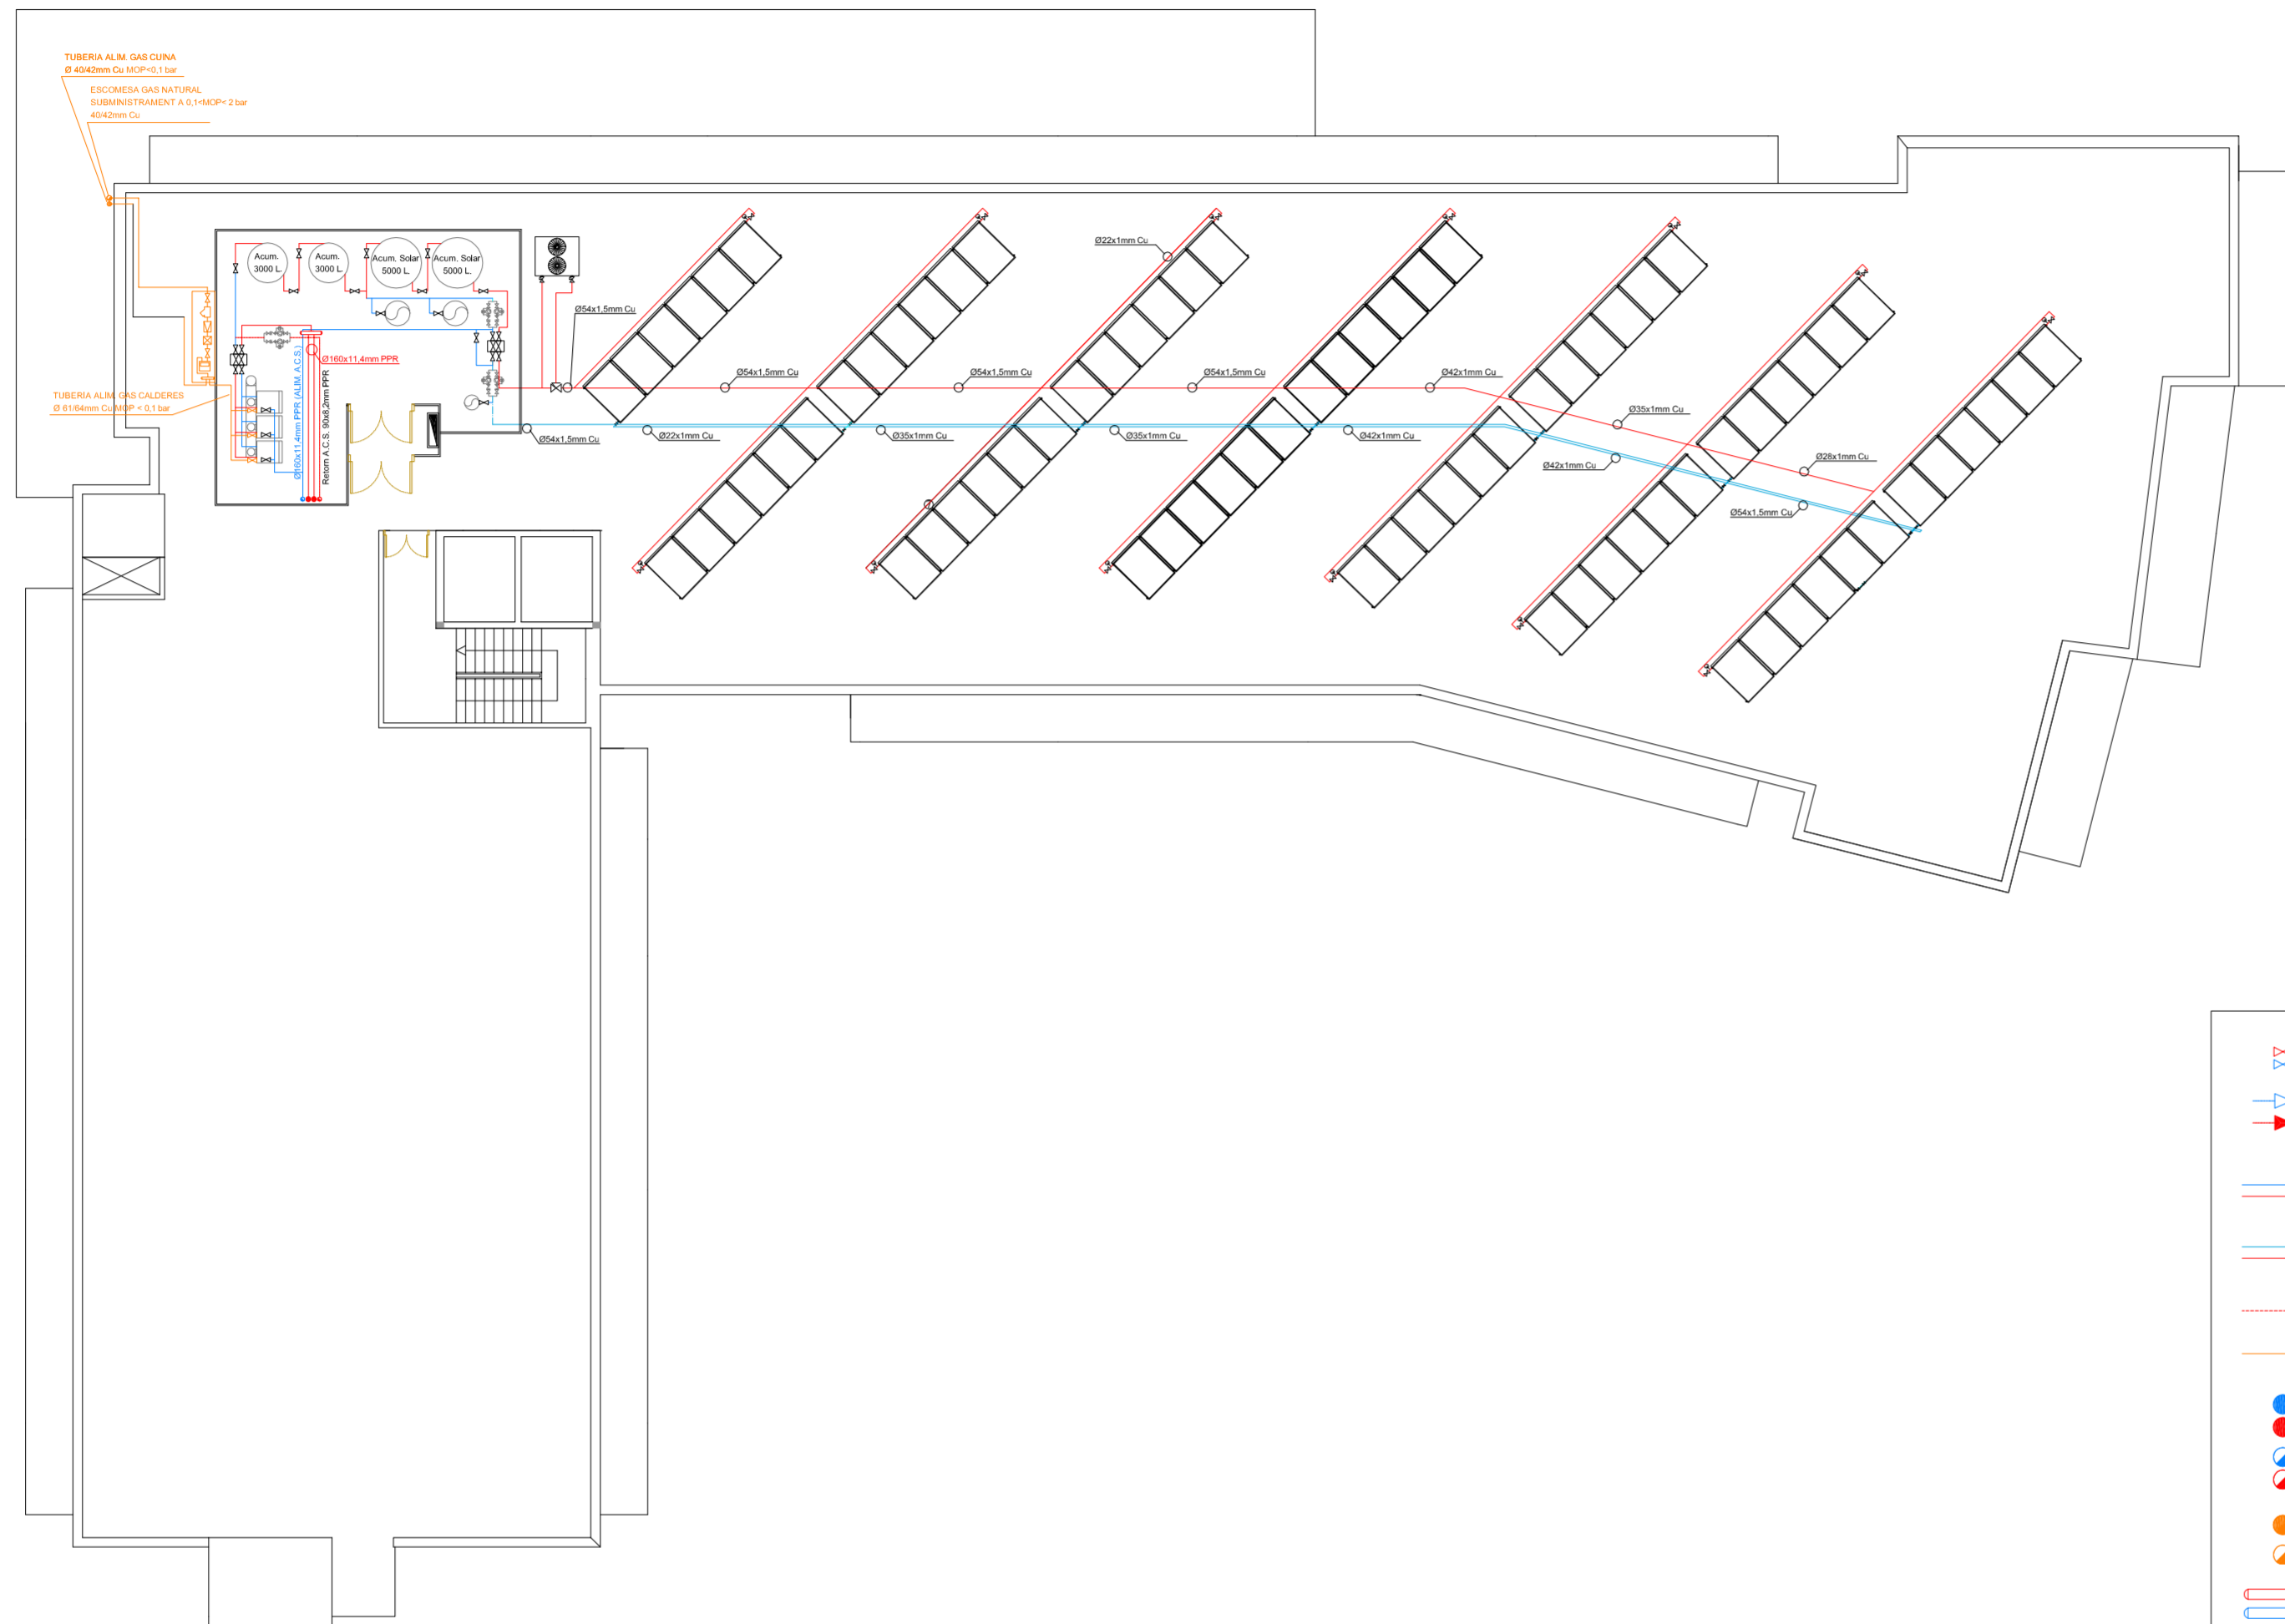 TUBERIA ALIM. GAS CUINA
Ø 40/42mm Cu MOP<0,1 bar
ESCOMESA GAS NATURAL
SUBMINISTRAMENT A 0,1<MOP< 2 bar
40/42mm Cu
Acum.
3000 L.
Acum.
3000 L.
Acum. Solar
5000 L.
Acum. Solar
5000 L.
Ø22x1mm Cu
Ø54x1,5mm Cu
Ø160x11,4mm PPR
Ø54x1,5mm Cu
Ø54x1,5mm Cu
Ø54x1,5mm Cu
Ø42x1mm Cu
TUBERIA ALIM. GAS CALDERES
Ø 61/64mm Cu MOP < 0,1 bar
Ø160x11,4mm PPR (ALIM. A.C.S.)
Retorn A.C.S. 90x8,2mm PPR
Ø35x1mm Cu
Ø54x1,5mm Cu
Ø22x1mm Cu
Ø35x1mm Cu
Ø35x1mm Cu
Ø42x1mm Cu
Ø42x1mm Cu
Ø28x1mm Cu
Ø54x1,5mm Cu